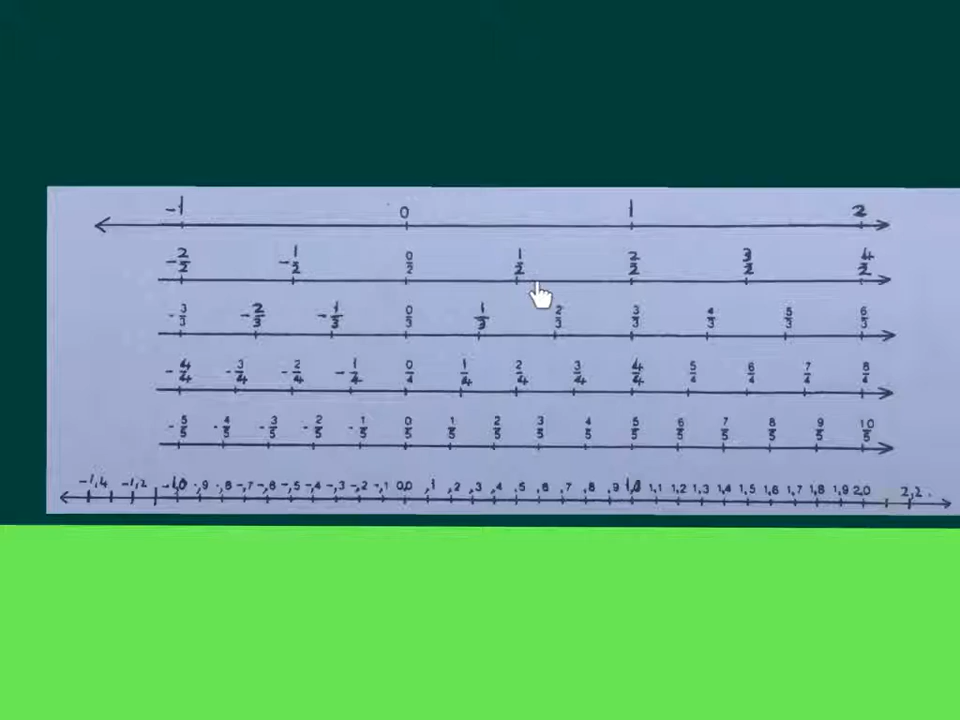 -1 0 1 2
-2/2 -1/2 0/2 1/2 2/2 3/2 4/2
-3/3 -2/3 -1/3 0/3 1/3 2/3 3/3 4/3 5/3 6/3
-4/4 -3/4 -2/4 -1/4 0/4 1/4 2/4 3/4 4/4 5/4 6/4 7/4 8/4
-5/5 -4/5 -3/5 -2/5 -1/5 0/5 1/5 2/5 3/5 4/5 5/5 6/5 7/5 8/5 9/5 10/5
-1,4 -1,2 -1,0 -,9 -,8 -,7 -,6 -,5 -,4 -,3 -,2 -,1 0,0 ,1 ,2 ,3 ,4 ,5 ,6 ,7 ,8 ,9 1,0 1,1 1,2 1,3 1,4 1,5 1,6 1,7 1,8 1,9 2,0 2,2